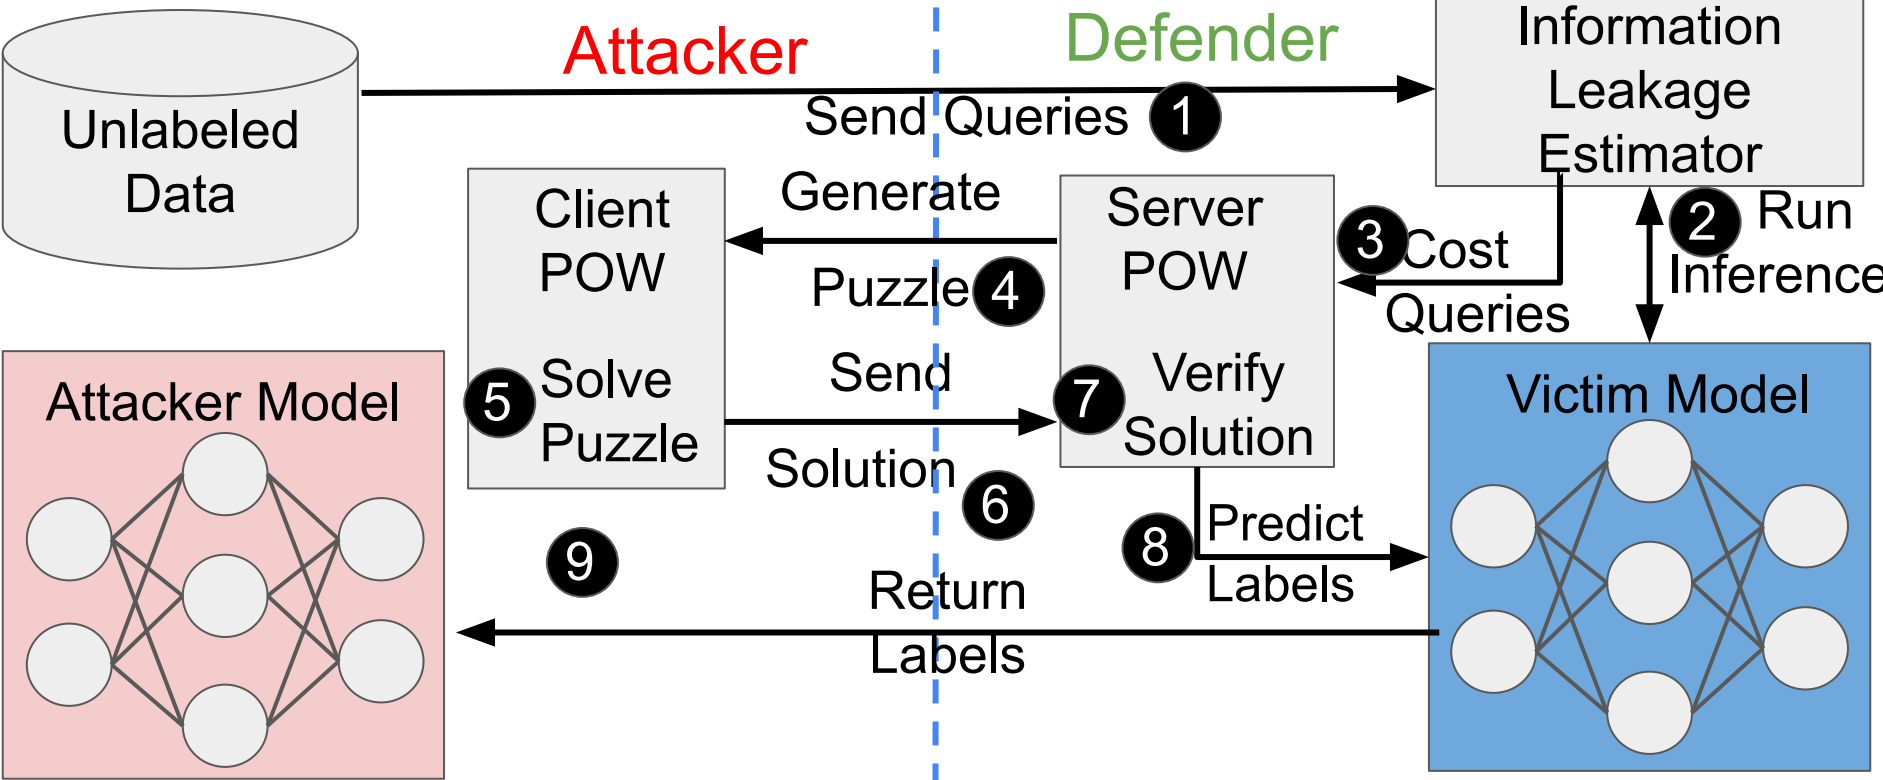 Unlabeled
Data
Attacker
Defender
Send Queries 1
Information
Leakage
Estimator
2 Run
Inference
3 Cost
Queries
Server
POW
Generate
Puzzle 4
Client
POW
5 Solve
Puzzle
Send
Solution
6
7 Verify
Solution
8 Predict
Labels
9
Return
Labels
Attacker Model
Victim Model